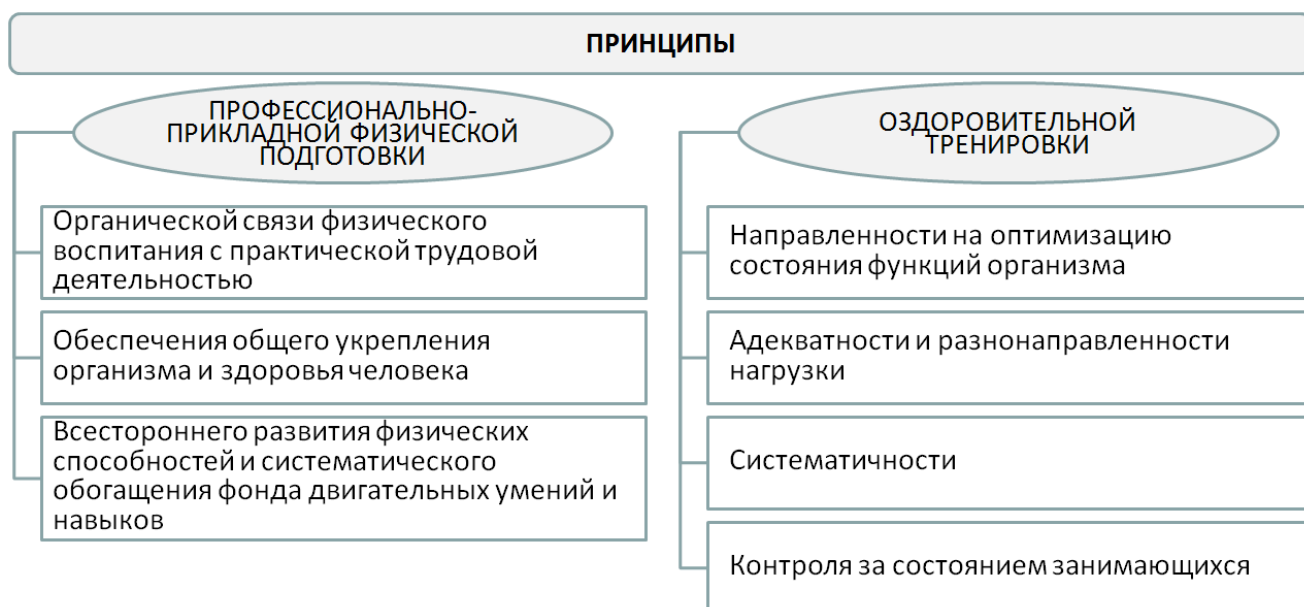 ПРИНЦИПЫ
ПРОФЕССИОНАЛЬНО-
ПРИКЛАДНОЙ ФИЗИЧЕСКОЙ
ПОДГОТОВКИ
Органической связи физического
воспитания с практической трудовой
деятельностью
Обеспечения общего укрепления
организма и здоровья человека
Всестороннего развития физических
способностей и систематического
обогащения фонда двигательных умений и
навыков
ОЗДОРОВИТЕЛЬНОЙ
ТРЕНИРОВКИ
Направленности на оптимизацию
состояния функций организма
Адекватности и разнонаправленности
нагрузки
Систематичности
Контроля за состоянием занимающихся